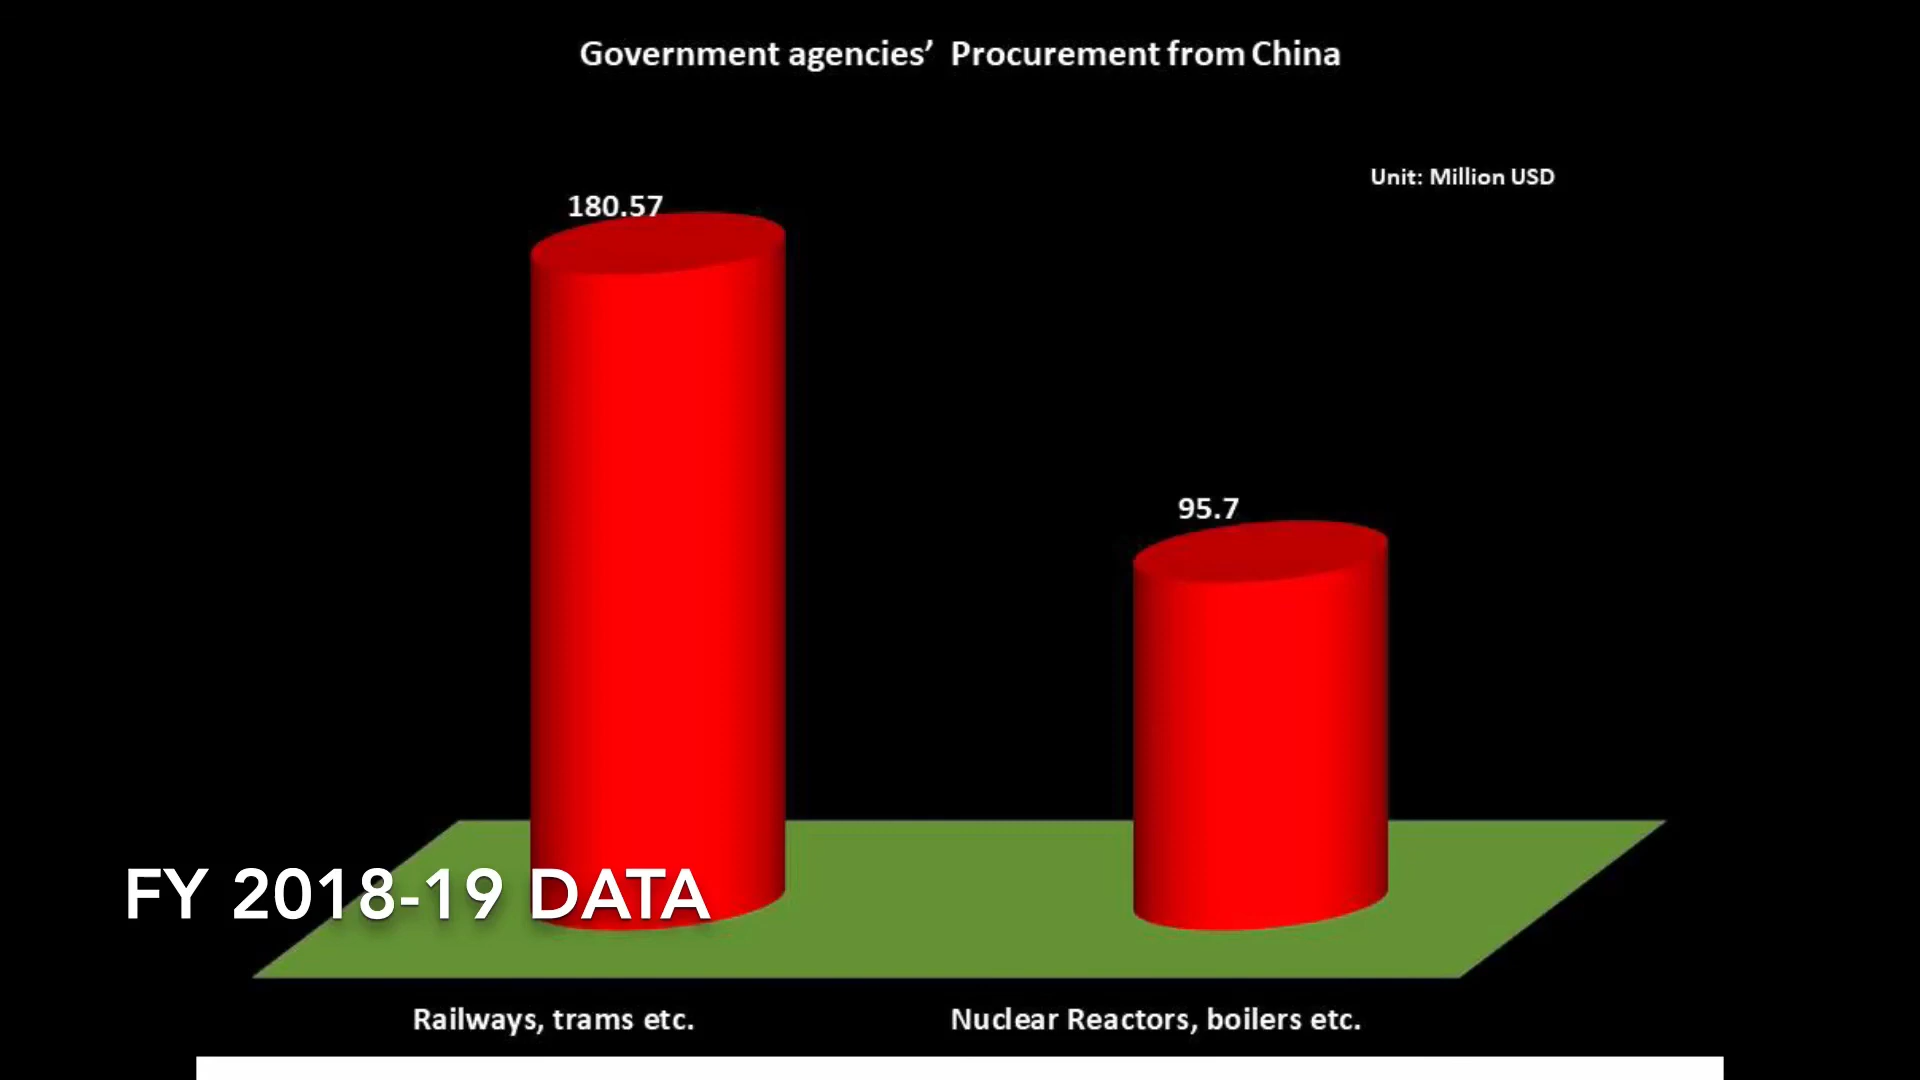 Government agencies’ Procurement from China
Unit: Million USD
180.57
95.7
FY 2018-19 DATA
Railways, trams etc.
Nuclear Reactors, boilers etc.